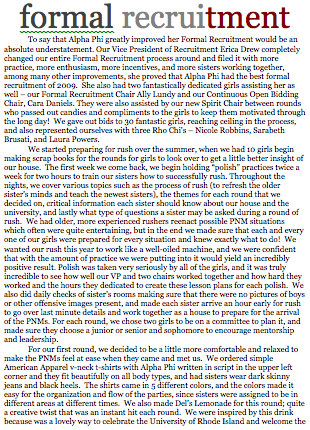 formal recruitment
To say that Alpha Phi greatly improved her Formal Recruitment would be an
absolute understatement. Our Vice President of Recruitment Erica Drew completely
changed our entire Formal Recruitment process around and filed it with more
practice, more enthusiasm, more incentives, and more sisters working together,
among many other improvements, she proved that Alpha Phi had the best formal
recruitment of 2009. She also had two fantastically dedicated girls assisting her as
well – our Formal Recruitment Chair Ally Lundy and our Continuous Open Bidding
Chair, Cara Daniels. They were also assisted by our new Spirit Chair between rounds
who passed out candies and compliments to the girls to keep them motivated through
the long day! We gave out bids to 30 fantastic girls, reaching ceiling in the process,
and also represented ourselves with three Rho Chi's – Nicole Robbins, Sarabeth
Brusati, and Laura Powers.
We started preparing for rush over the summer, when we had 10 girls begin
making scrap books for the rounds for girls to look over to get a little better insight of
our house. The first week we come back, we begin holding "polish" practices twice a
week for two hours to train our sisters how to successfully rush. Throughout the
nights, we cover various topics such as the process of rush (to refresh the older
sister's minds and teach the newest sisters), the themes for each round that we
decided on, critical information each sister should know about our house and the
university, and lastly what type of questions a sister may be asked during a round of
rush. We had older, more experienced rushers reenact possible PNM situations
which often were quite entertaining, but in the end we made sure that each and every
one of our girls were prepared for every situation and knew exactly what to do! We
wanted our rush this year to work like a well-oiled machine, and we were confident
that with the amount of practice we were putting into it would yield an incredibly
positive result. Polish was taken very seriously by all of the girls, and it was truly
incredible to see how well our VP and two chairs worked together and how hard they
worked and the hours they dedicated to create these lesson plans for each polish. We
also did daily checks of sister's rooms making sure that there were no pictures of boys
or other offensive images present, and made each sister arrive an hour early for rush
to go over last minute details and work together as a house to prepare for the arrival
of the PNMs. For each round, we chose two girls to be on a committee to plan it, and
made sure they choose a junior or senior and sophomore to encourage mentorship
and leadership.
For our first round, we decided to be a little more comfortable and relaxed to
make the PNMs feel at ease when they came and met us. We ordered simple
American Apparel v-neck t-shirts with Alpha Phi written in script in the upper left
corner and they fit beautifully on all body types, and had sisters wear dark skinny
jeans and black heels. The shirts came in 5 different colors, and the colors made it
easy for the organization and flow of the parties, since sisters were assigned to be in
different areas at different times. We also made Del's Lemonade for this round; quite
a creative twist that was an instant hit each round. We were inspired by this drink
because was a lovely way to celebrate the University of Rhode Island and welcome the